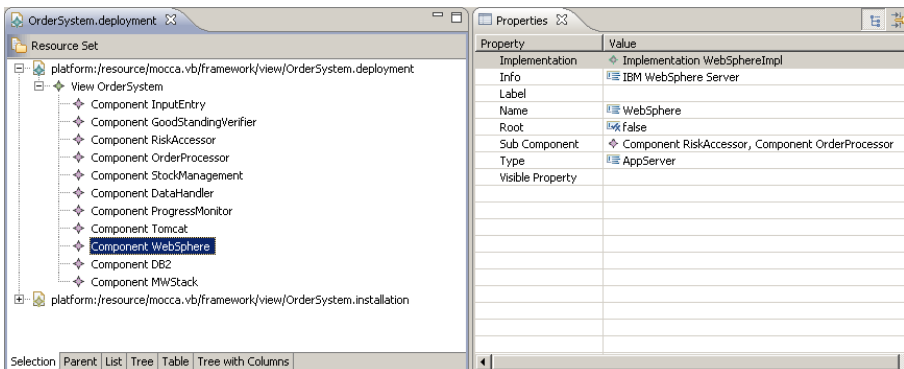 OrderSystem.deployment
Resource Set
platform:/resource/mocca.vb/framework/view/OrderSystem.deployment
View OrderSystem
Component InputEntry
Component GoodStandingVerifier
Component RiskAccessor
Component OrderProcessor
Component StockManagement
Component DataHandler
Component ProgressMonitor
Component Tomcat
Component WebSphere
Component DB2
Component MWStack
platform:/resource/mocca.vb/framework/view/OrderSystem.installation
Selection Parent List Tree Table Tree with Columns
Properties
Property Value
Implementation Implementation WebSphereImpl
Info IBM WebSphere Server
Label
Name WebSphere
Root false
Sub Component Component RiskAccessor, Component OrderProcessor
Type AppServer
Visible Property